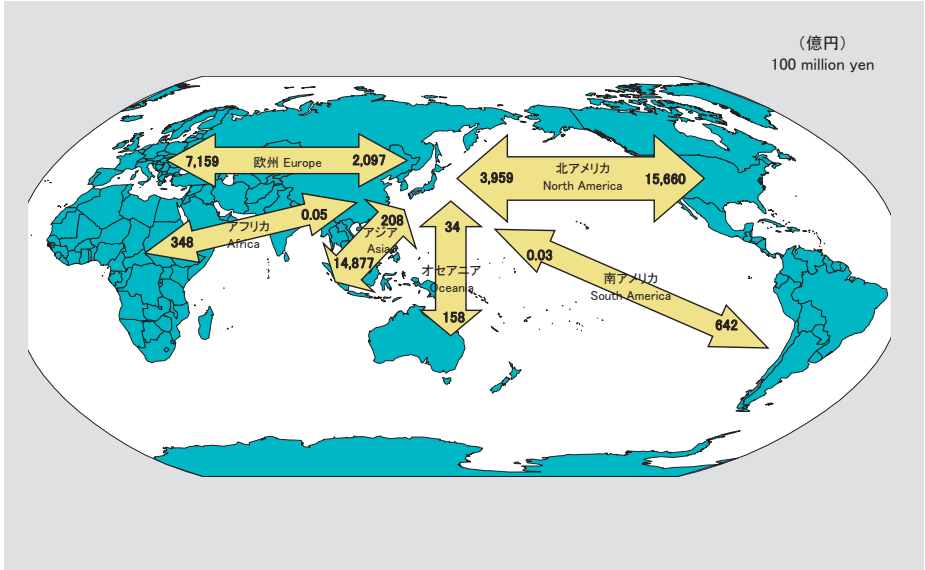 （億円）
100 million yen
7,159
欧州 Europe
2,097
3,959
北アメリカ
North America
15,660
348
アフリカ
Africa
0.05
208
アジア
Asia
14,877
34
オセアニア
Oceania
158
0.03
南アメリカ
South America
642